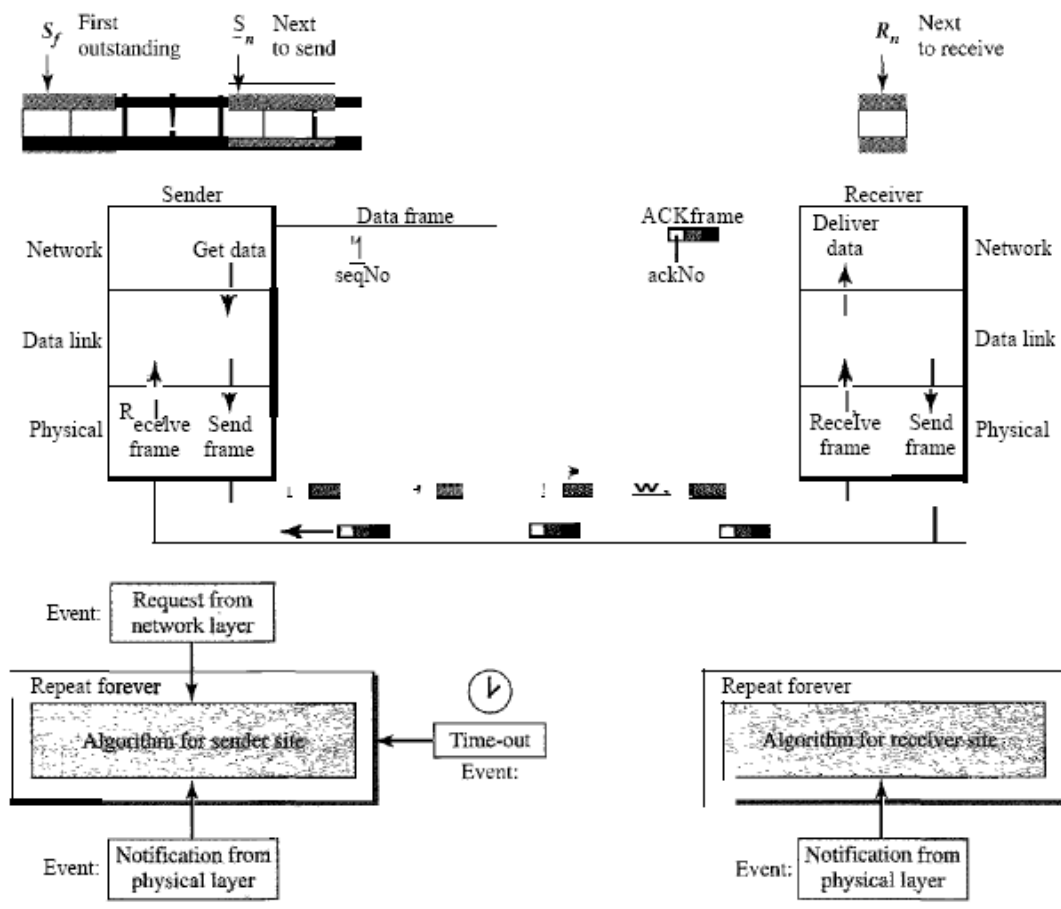 S_f First
outstanding
S_n Next
to send
R_n Next
to receive
Sender
Data frame
ACKframe
Receiver
Network
Get data
seqNo
ackNo
Deliver
data
Network
Data link
Data link
Physical
Receive
frame
Send
frame
Receive
frame
Send
frame
Physical
Event:
Request from
network layer
Repeat forever
Algorithm for sender site
Time-out
Event:
Repeat forever
Algorithm for receiver site
Event:
Notification from
physical layer
Event:
Notification from
physical layer